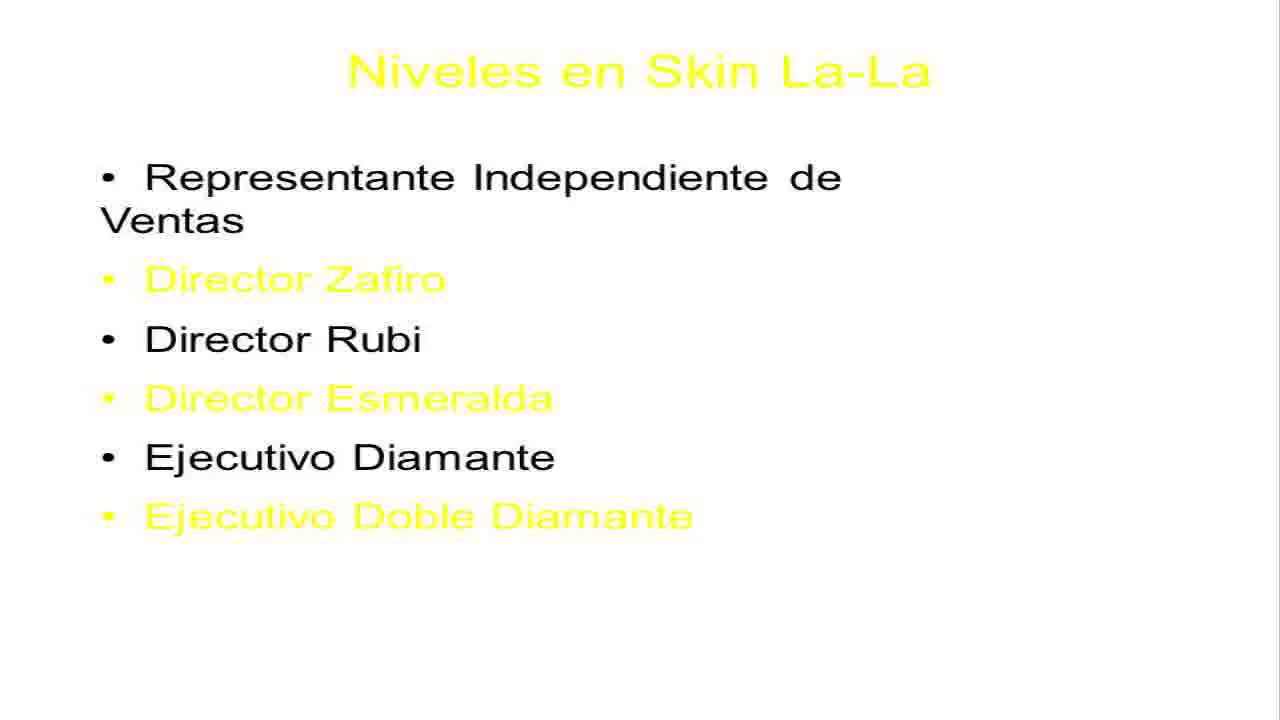 Niveles en Skin La-La
• Representante Independiente de
Ventas
• Director Zafiro
• Director Rubi
• Director Esmeralda
• Ejecutivo Diamante
• Ejecutivo Doble Diamante